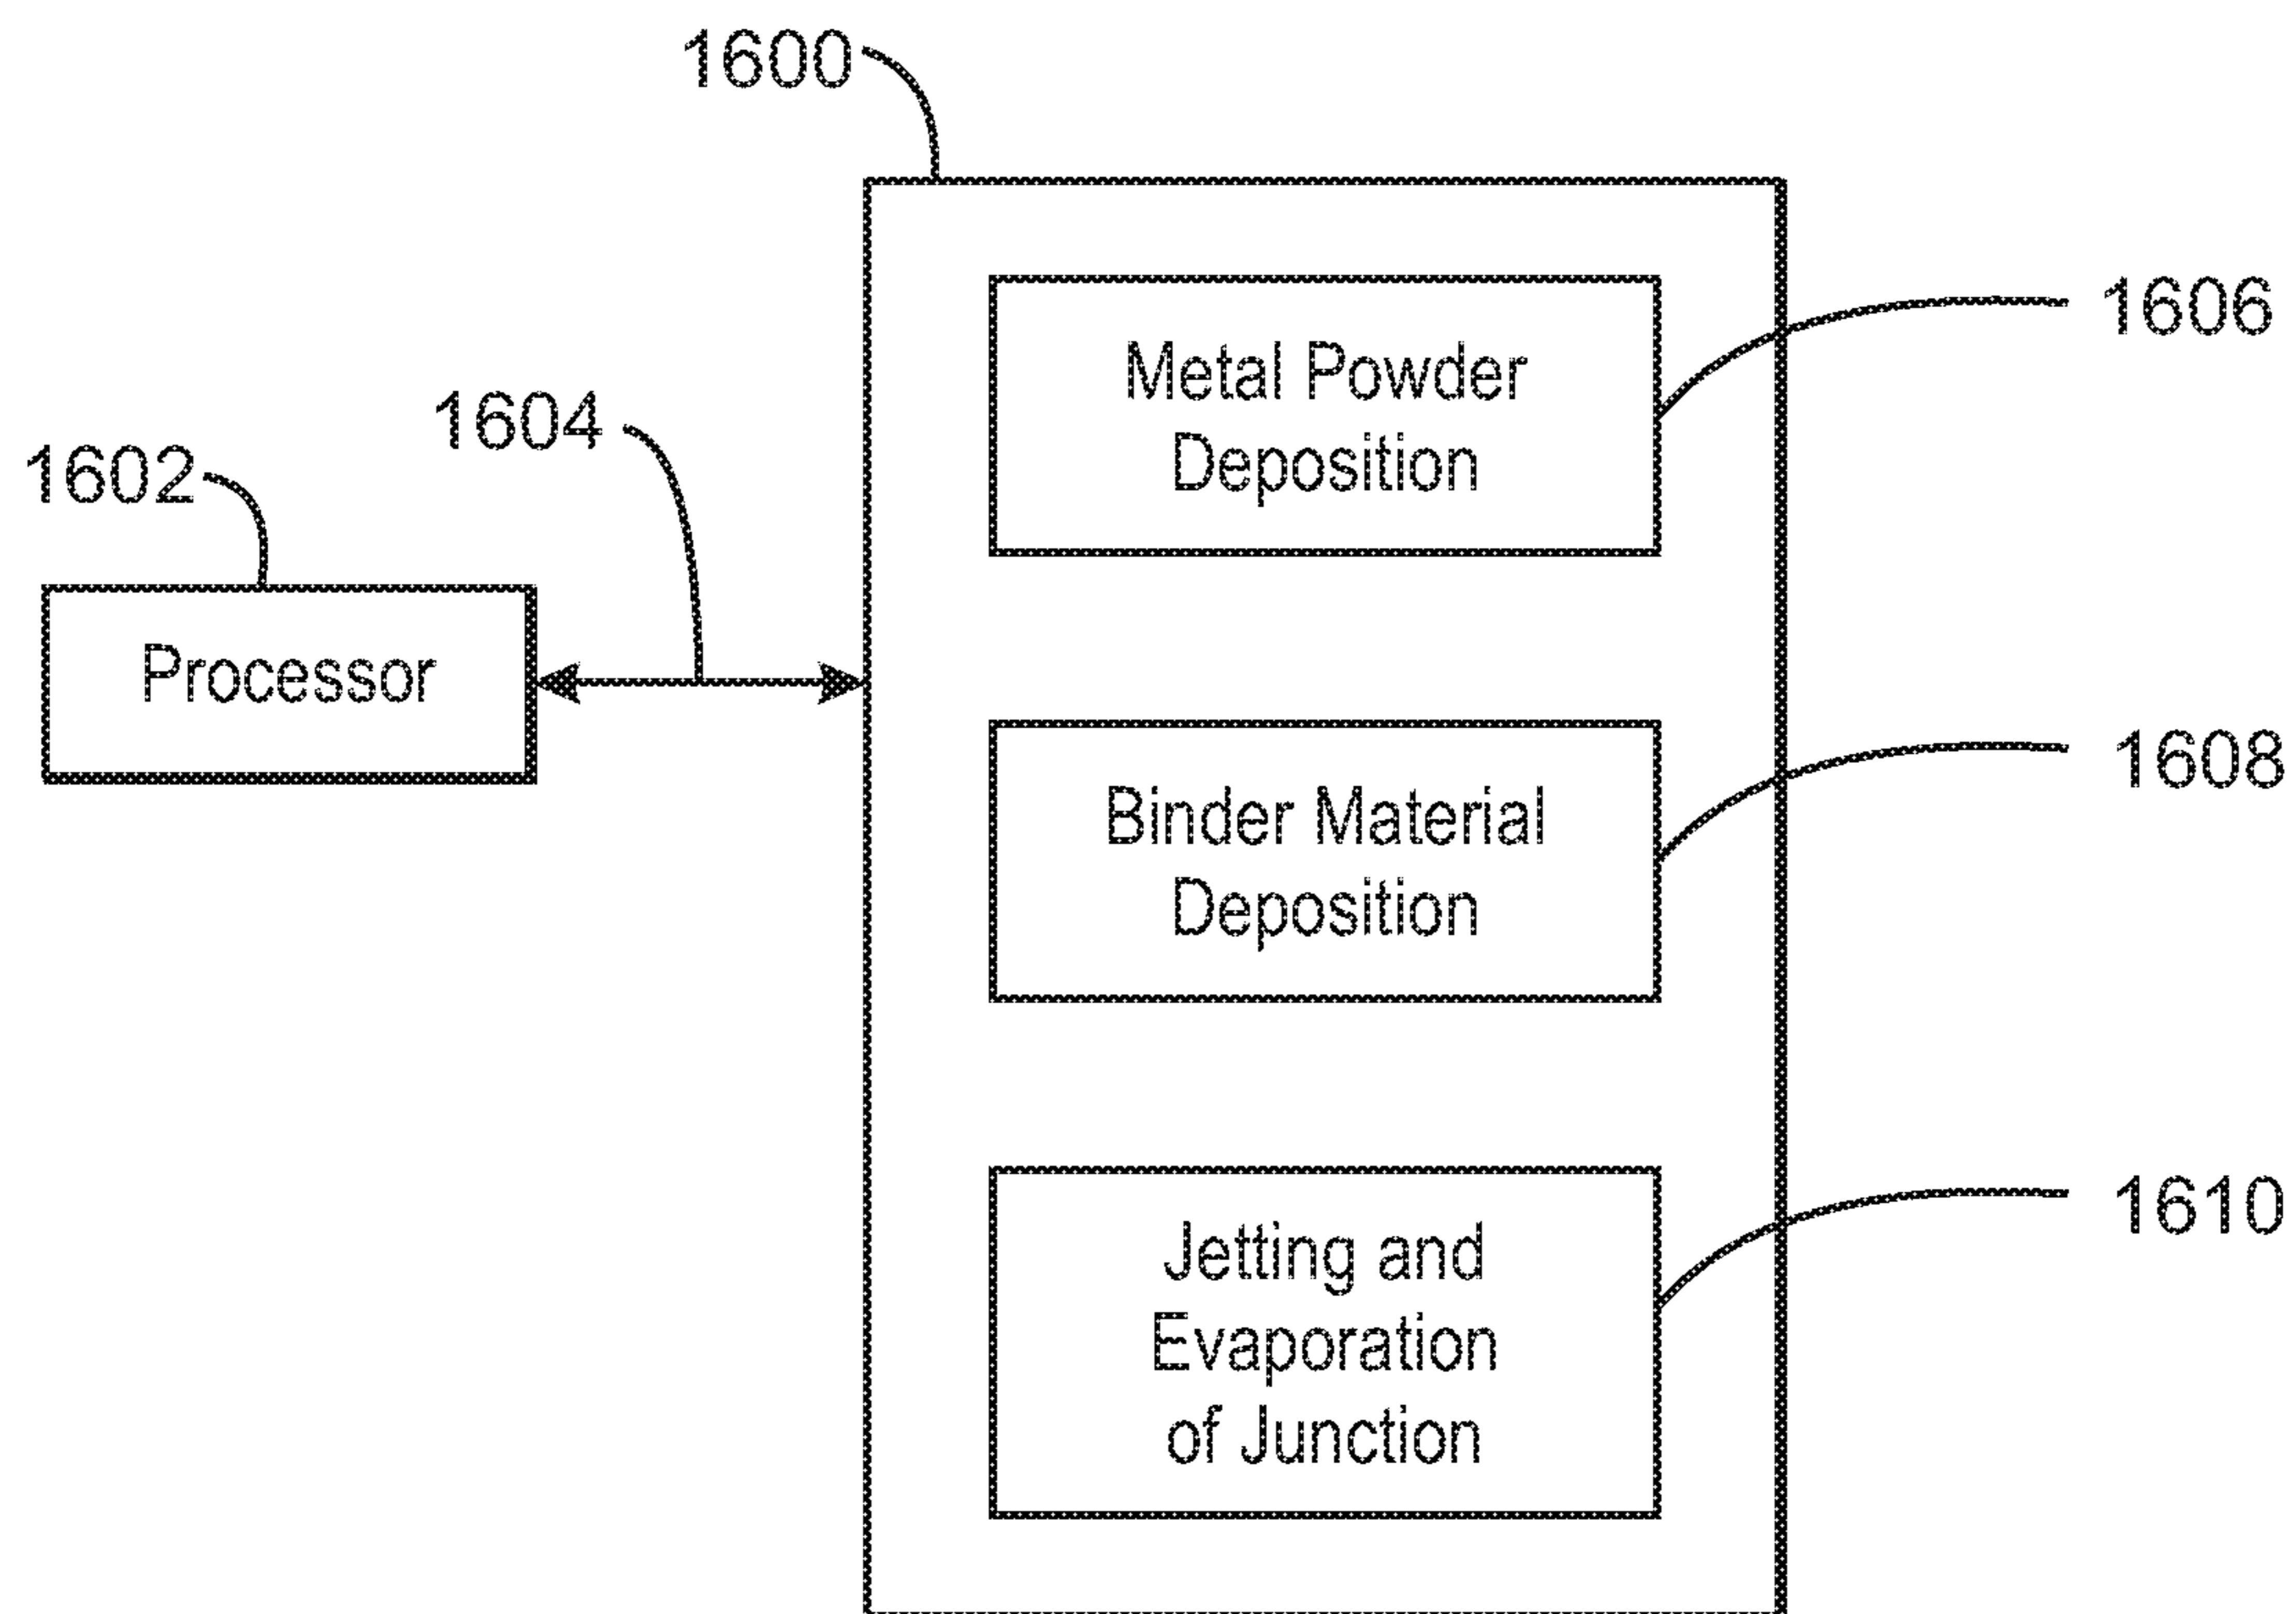 1600
1606
Metal Powder
Deposition
1604
1602
Processor
1608
Binder Material
Deposition
1610
Jetting and
Evaporation
of Junction